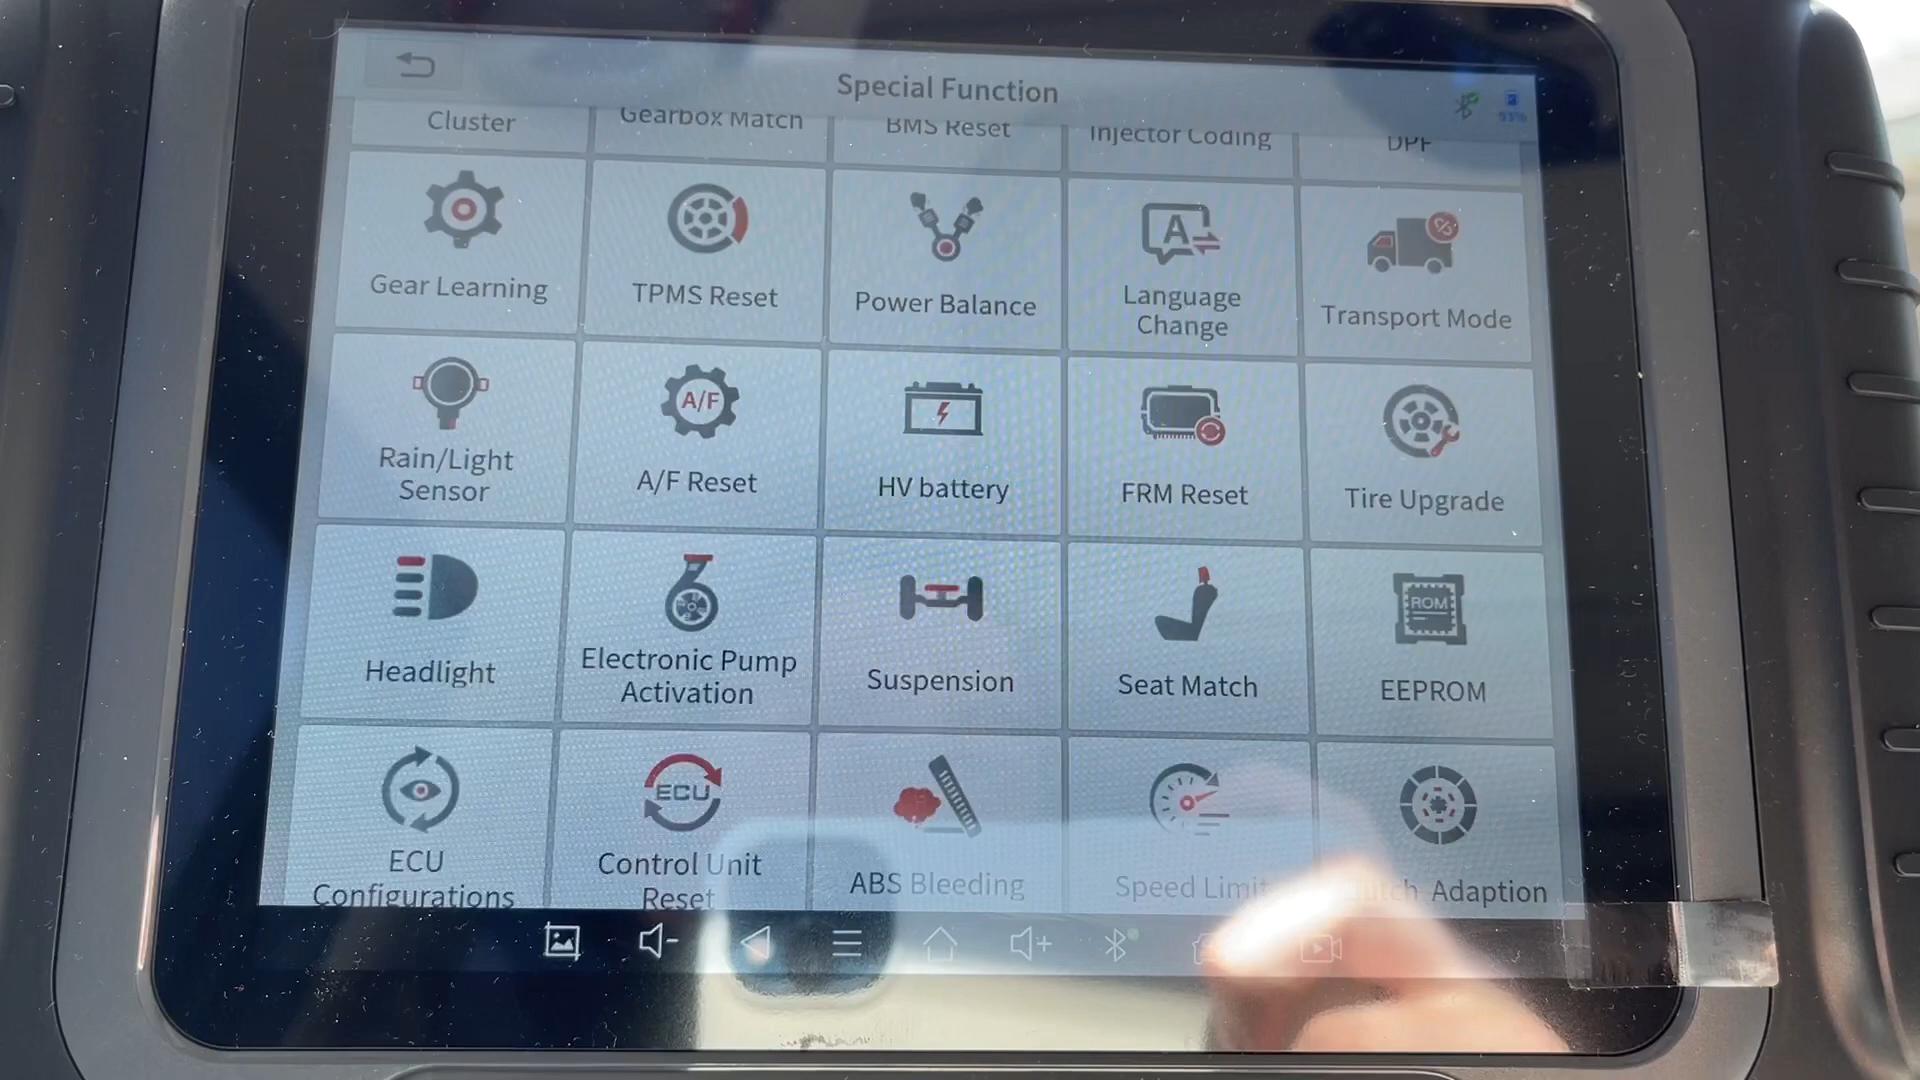 Special Function
93%
Cluster
Gearbox Match
BMS Reset
Injector Coding
DPF
Gear Learning
TPMS Reset
Power Balance
A
Language
Change
Transport Mode
Rain/Light
Sensor
A/F
A/F Reset
HV battery
FRM Reset
Tire Upgrade
Headlight
Electronic Pump
Activation
Suspension
Seat Match
ROM
EEPROM
ECU
Configurations
ECU
Control Unit
Reset
ABS Bleeding
Speed Limit
Clutch Adaption